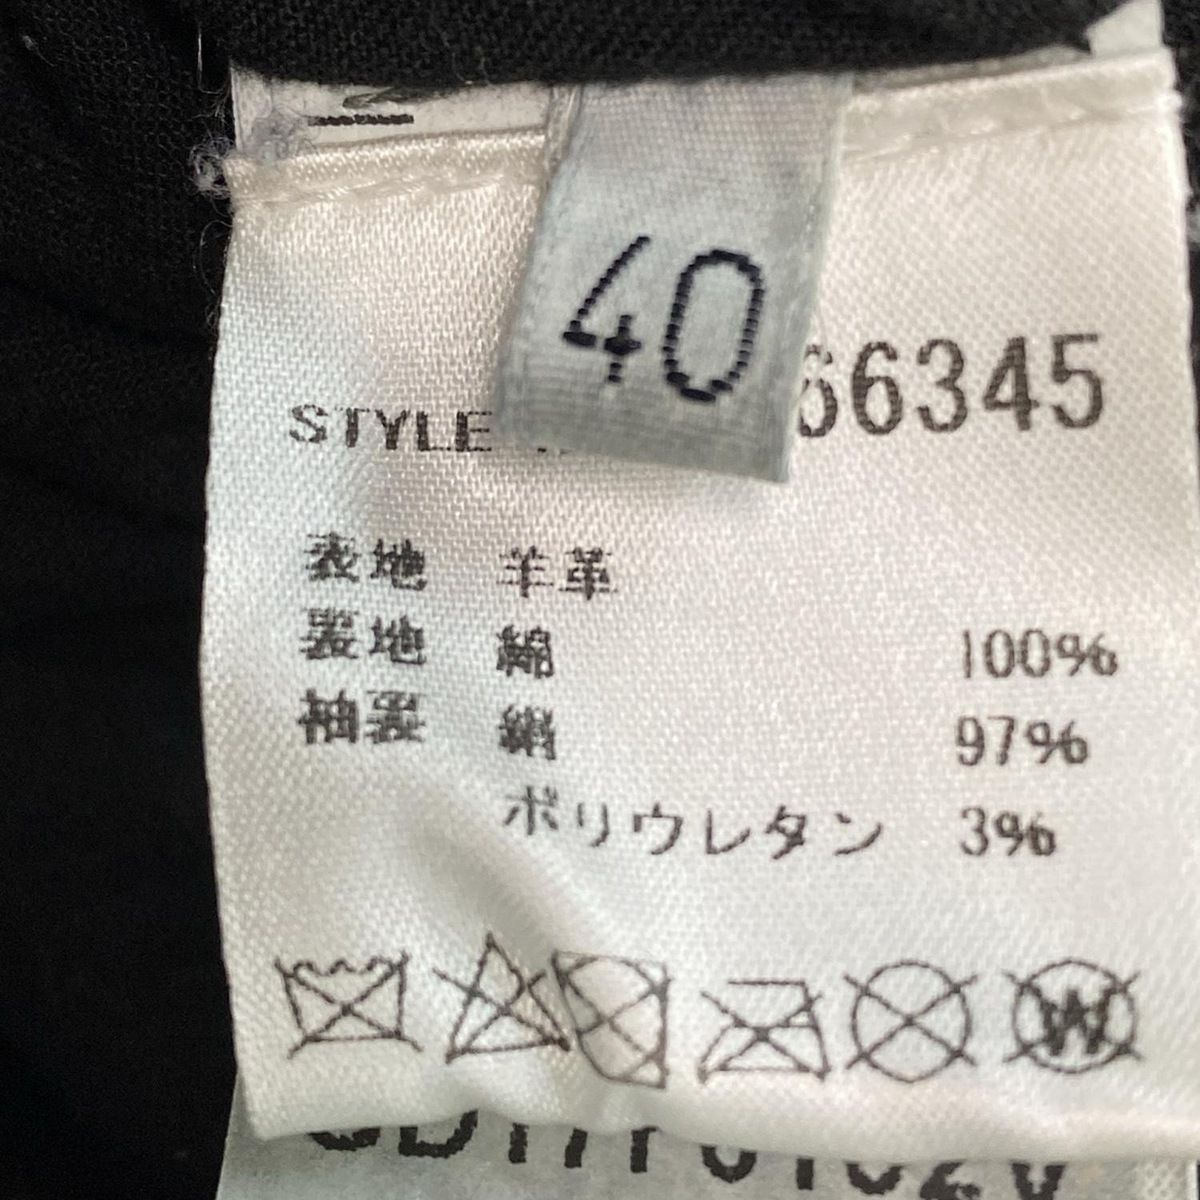 40
STYLE 66345
表地 羊革
裏地 綿 100%
袖裏 絹 97%
ポリウレタン 3%
W